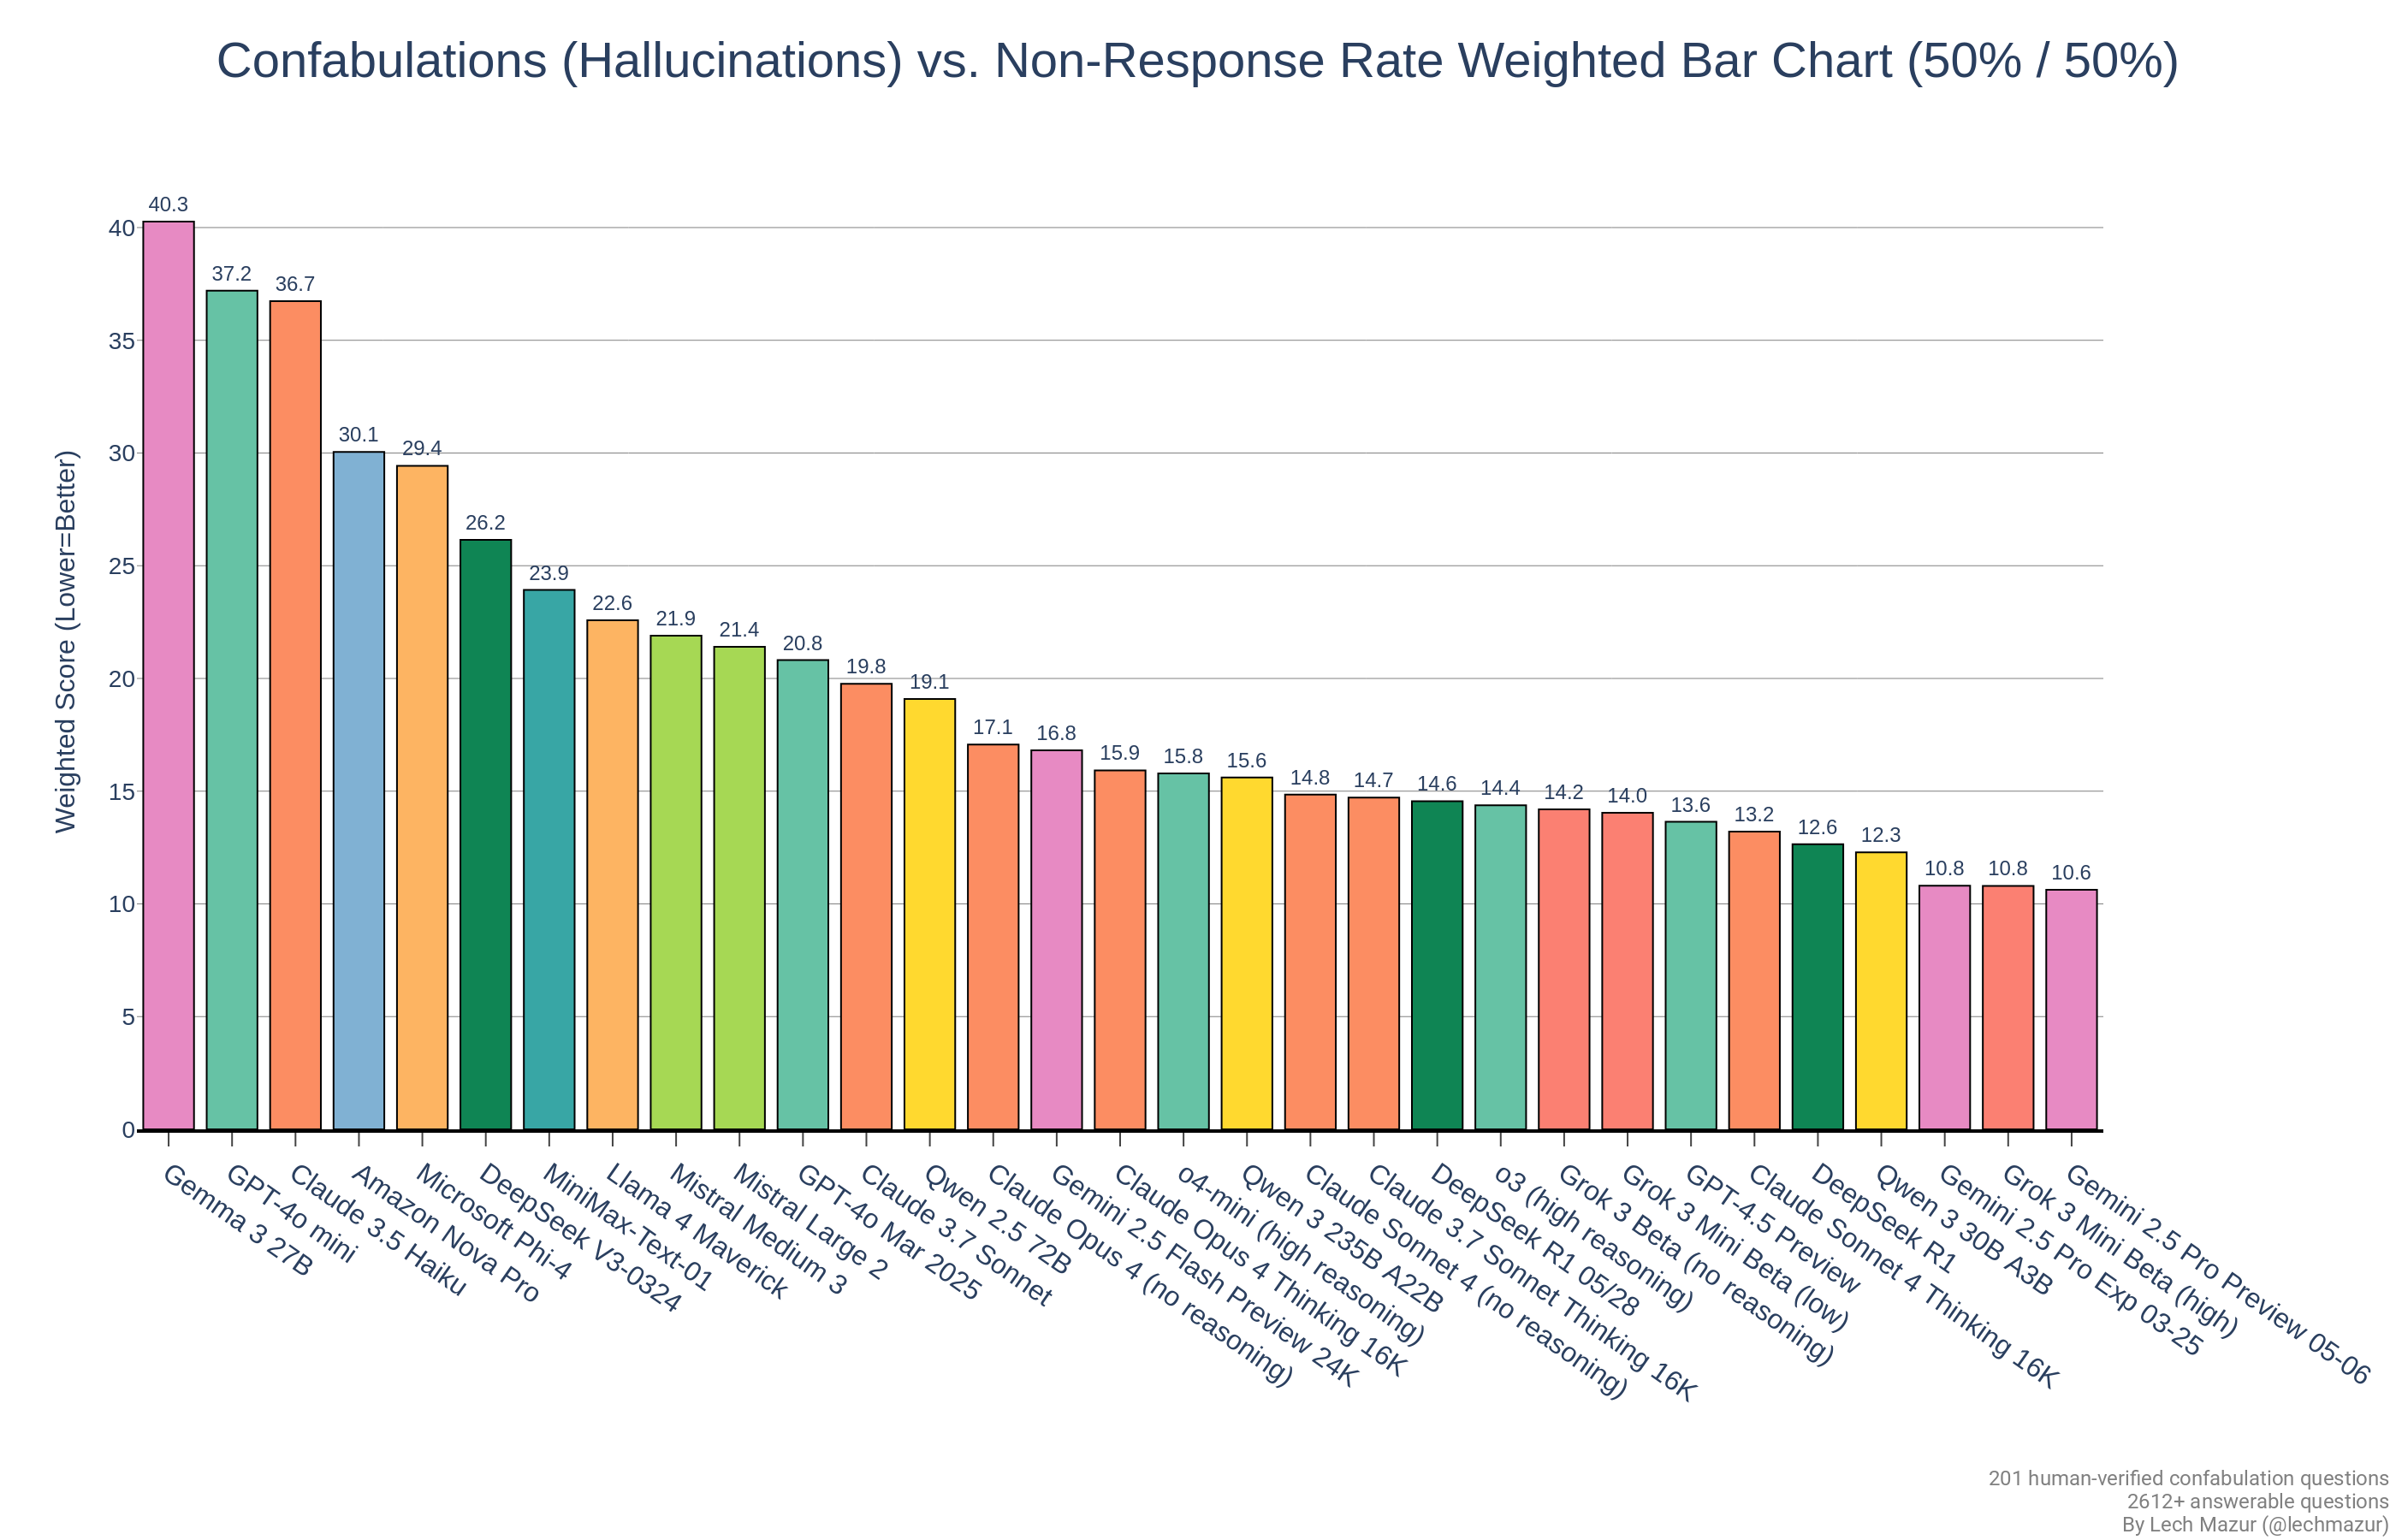 Confabulations (Hallucinations) vs. Non-Response Rate Weighted Bar Chart (50% / 50%)
Weighted Score (Lower=Better)
40
35
30
25
20
15
10
5
0
40.3
37.2
36.7
30.1
29.4
26.2
23.9
22.6
21.9
21.4
20.8
19.8
19.1
17.1
16.8
15.9
15.8
15.6
14.8
14.7
14.6
14.4
14.2
14.0
13.6
13.2
12.6
12.3
10.8
10.8
10.6
Gemma 3 27B
GPT-4o mini
Claude 3.5 Haiku
Amazon Nova Pro
Microsoft Phi-4
DeepSeek V3-0324
MiniMax-Text-01
Llama 4 Maverick
Mistral Medium 3
Mistral Large 2
GPT-4o Mar 2025
Claude 3.7 Sonnet
Qwen 2.5 72B
Claude Opus 4 (no reasoning)
Gemini 2.5 Flash Preview 24K
Claude Opus 4 Thinking 16K
o4-mini (high reasoning)
Qwen 3 235B A22B
Claude Sonnet 4 (no reasoning)
Claude 3.7 Sonnet Thinking 16K
DeepSeek R1 05/28
o3 (high reasoning)
Grok 3 Beta (no reasoning)
Grok 3 Mini Beta (low)
GPT-4.5 Preview
Claude Sonnet 4 Thinking 16K
DeepSeek R1
Qwen 3 30B A3B
Gemini 2.5 Pro Exp 03-25
Grok 3 Mini Beta (high)
Gemini 2.5 Pro Preview 05-06
201 human-verified confabulation questions
2612+ answerable questions
By Lech Mazur (@lechmazur)